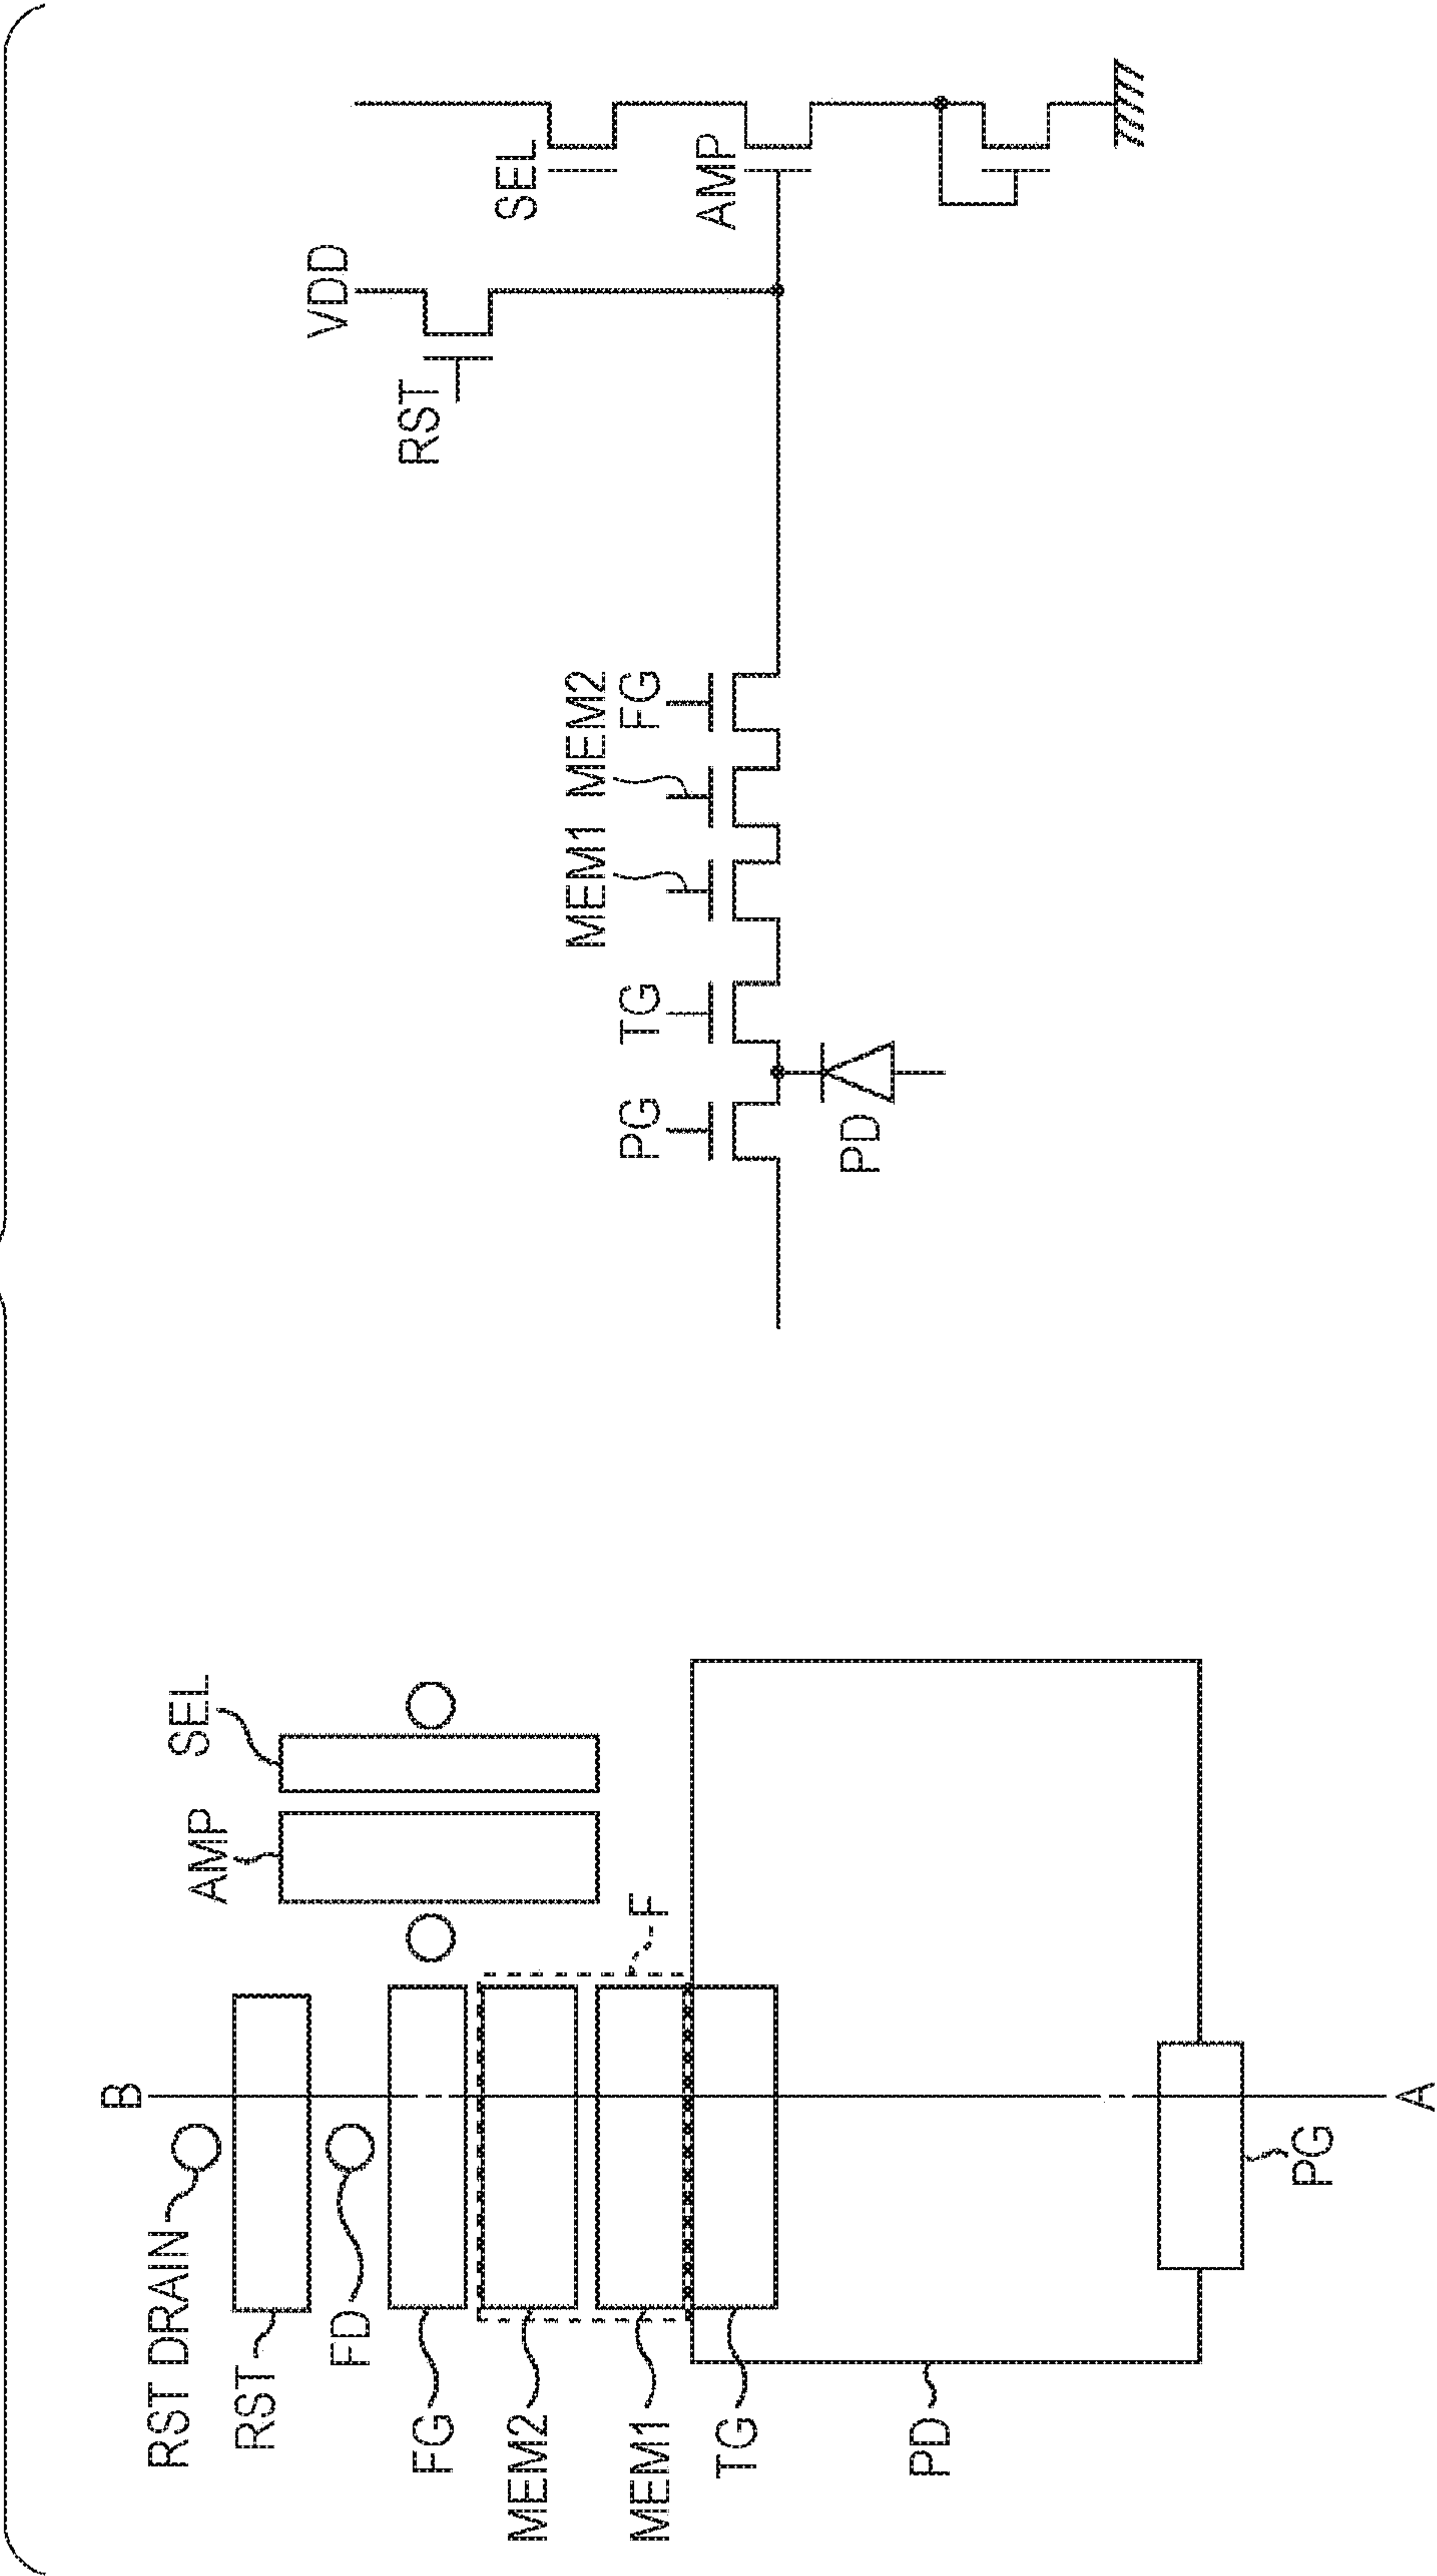 B
RST DRAIN
RST
FD
FG
MEM2
MEM1
TG
PD
AMP
SEL
F
PG
A
VDD
RST
SEL
AMP
PG
TG
MEM1
MEM2
FG
PD